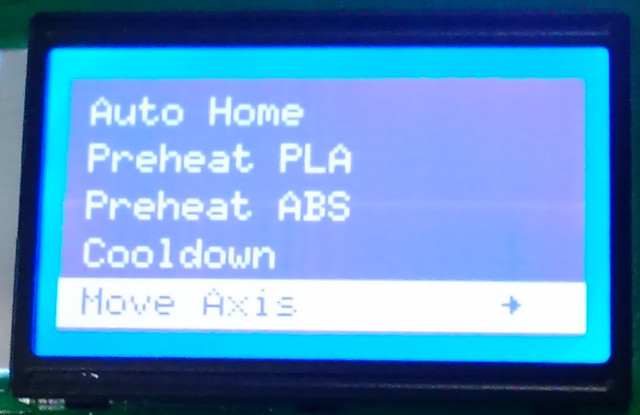 Auto Home
Preheat PLA
Preheat ABS
Cooldown
Move Axis →